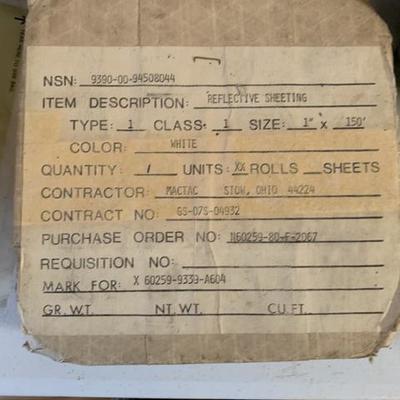 NSN: 9390-00-94508044
ITEM DESCRIPTION: REFLECTIVE SHEETING
TYPE: 1 CLASS: 1 SIZE: 1" x 150'
COLOR: WHITE
QUANTITY: 1 UNITS: XX ROLLS SHEETS
CONTRACTOR: MACTAC STOW, OHIO 44224
CONTRACT NO: GS-07S-04932
PURCHASE ORDER NO: N60259-80-F-2067
REQUISITION NO:
MARK FOR: X 60259-9339-A604
GR. WT. NT. WT. CU. FT.